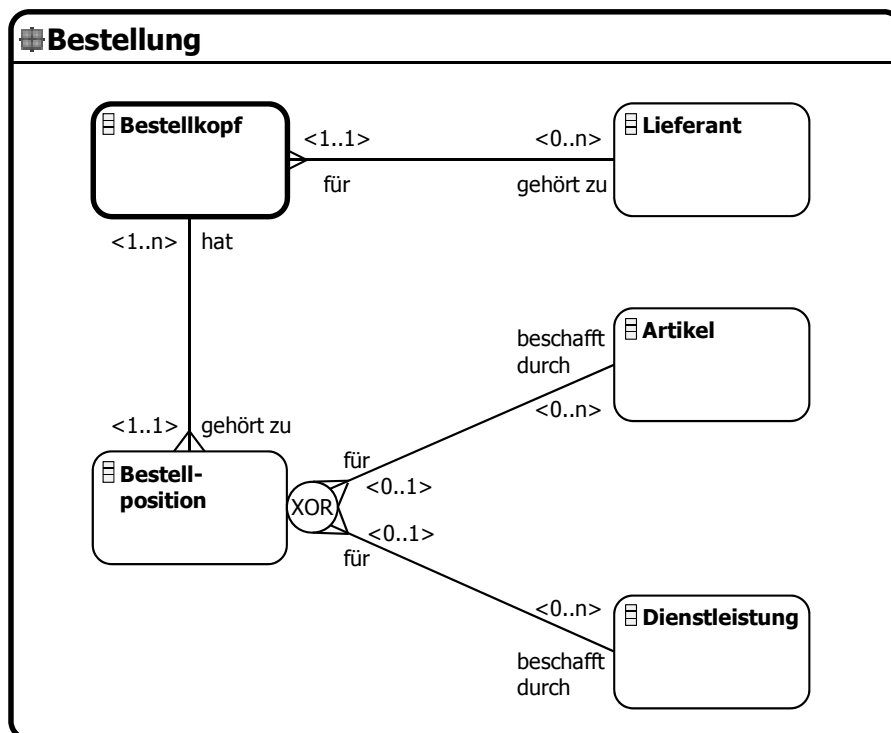 Bestellung
Bestellkopf
<1..1>
<0..n>
Lieferant
für
gehört zu
<1..n>
hat
beschafft
durch
Artikel
<0..n>
<1..1>
gehört zu
für
<0..1>
Bestell-
position
XOR
<0..1>
für
<0..n>
Dienstleistung
beschafft
durch